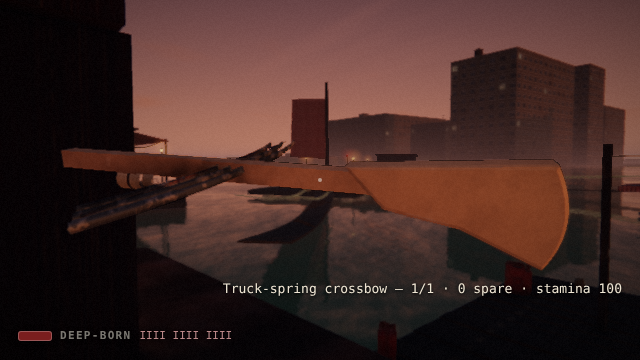 Truck-spring crossbow — 1/1 · 0 spare · stamina 100
DEEP-BORN IIII IIII IIII